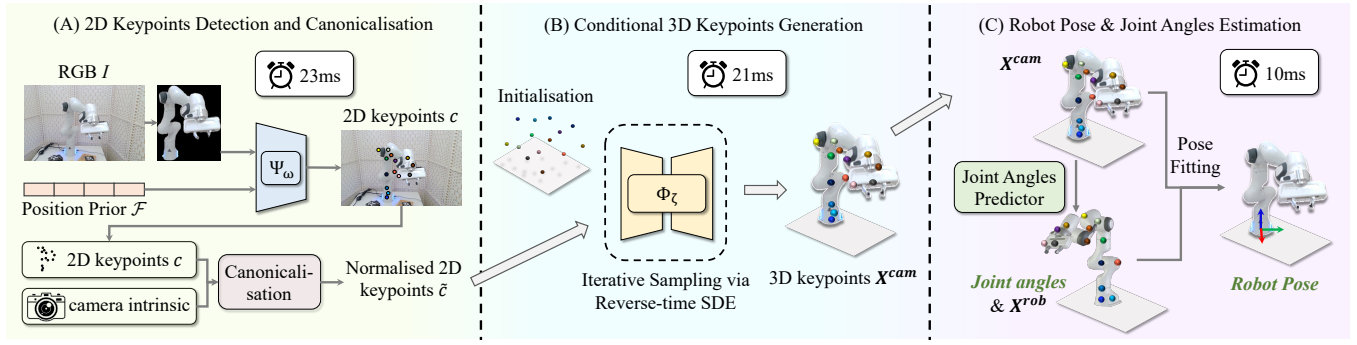 (A) 2D Keypoints Detection and Canonicalisation
RGB I
23ms
2D keypoints c
Ψω
Position Prior ℱ
2D keypoints c
camera intrinsic
Canonicali-
sation
Normalised 2D
keypoints c̃
(B) Conditional 3D Keypoints Generation
21ms
Initialisation
Φζ
Iterative Sampling via
Reverse-time SDE
3D keypoints X^cam
(C) Robot Pose & Joint Angles Estimation
X^cam
10ms
Pose
Fitting
Joint Angles
Predictor
Joint angles
& X^rob
Robot Pose